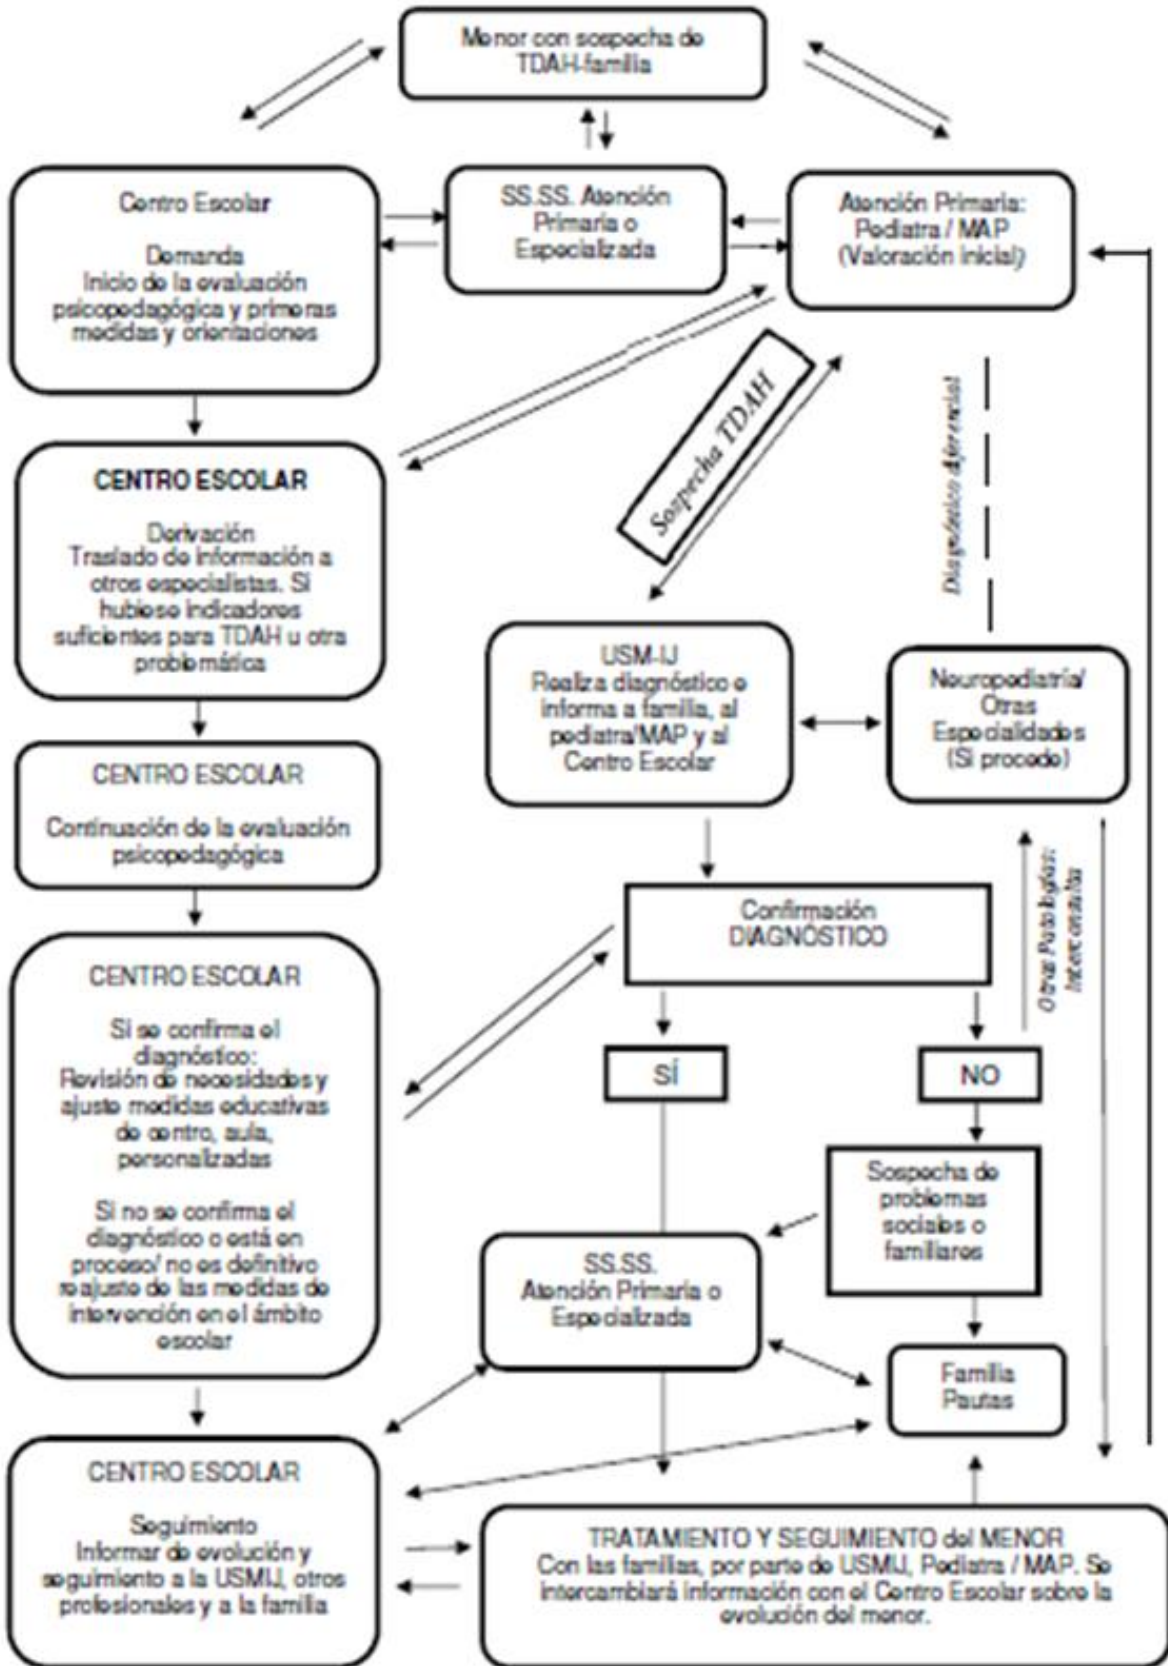 Menor con sospecha de
TDAH-familia
Centro Escolar
Demanda
Inicio de la evaluación
psicopedagógica y primeras
medidas y orientaciones
SS.SS. Atención
Primaria o
Especializada
Atención Primaria:
Pediatra / MAP
(Valoración inicial)
Sospecha TDAH
Diagnóstico diferencial
CENTRO ESCOLAR
Derivación
Traslado de información a
otros especialistas. Si
hubiese indicadores
suficientes para TDAH u otra
problemática
USM-IJ
Realiza diagnóstico e
informa a familia, al
pediatra/MAP y al
Centro Escolar
Neuropediatría/
Otras
Especialidades
(Si procede)
CENTRO ESCOLAR
Continuación de la evaluación
psicopedagógica
Confirmación
DIAGNÓSTICO
Otras Patologías:
Interconsulta
SÍ
NO
CENTRO ESCOLAR
Si se confirma el
diagnóstico:
Revisión de necesidades y
ajuste medidas educativas
de centro, aula,
personalizadas
Si no se confirma el
diagnóstico o está en
proceso/ no es definitivo
reajuste de las medidas de
intervención en el ámbito
escolar
Sospecha de
problemas
sociales o
familiares
SS.SS.
Atención Primaria o
Especializada
Familia
Pautas
CENTRO ESCOLAR
Seguimiento
Informar de evolución y
seguimiento a la USMIJ, otros
profesionales y a la familia
TRATAMIENTO Y SEGUIMIENTO del MENOR
Con las familias, por parte de USMIJ, Pediatra / MAP. Se
intercambiará información con el Centro Escolar sobre la
evolución del menor.